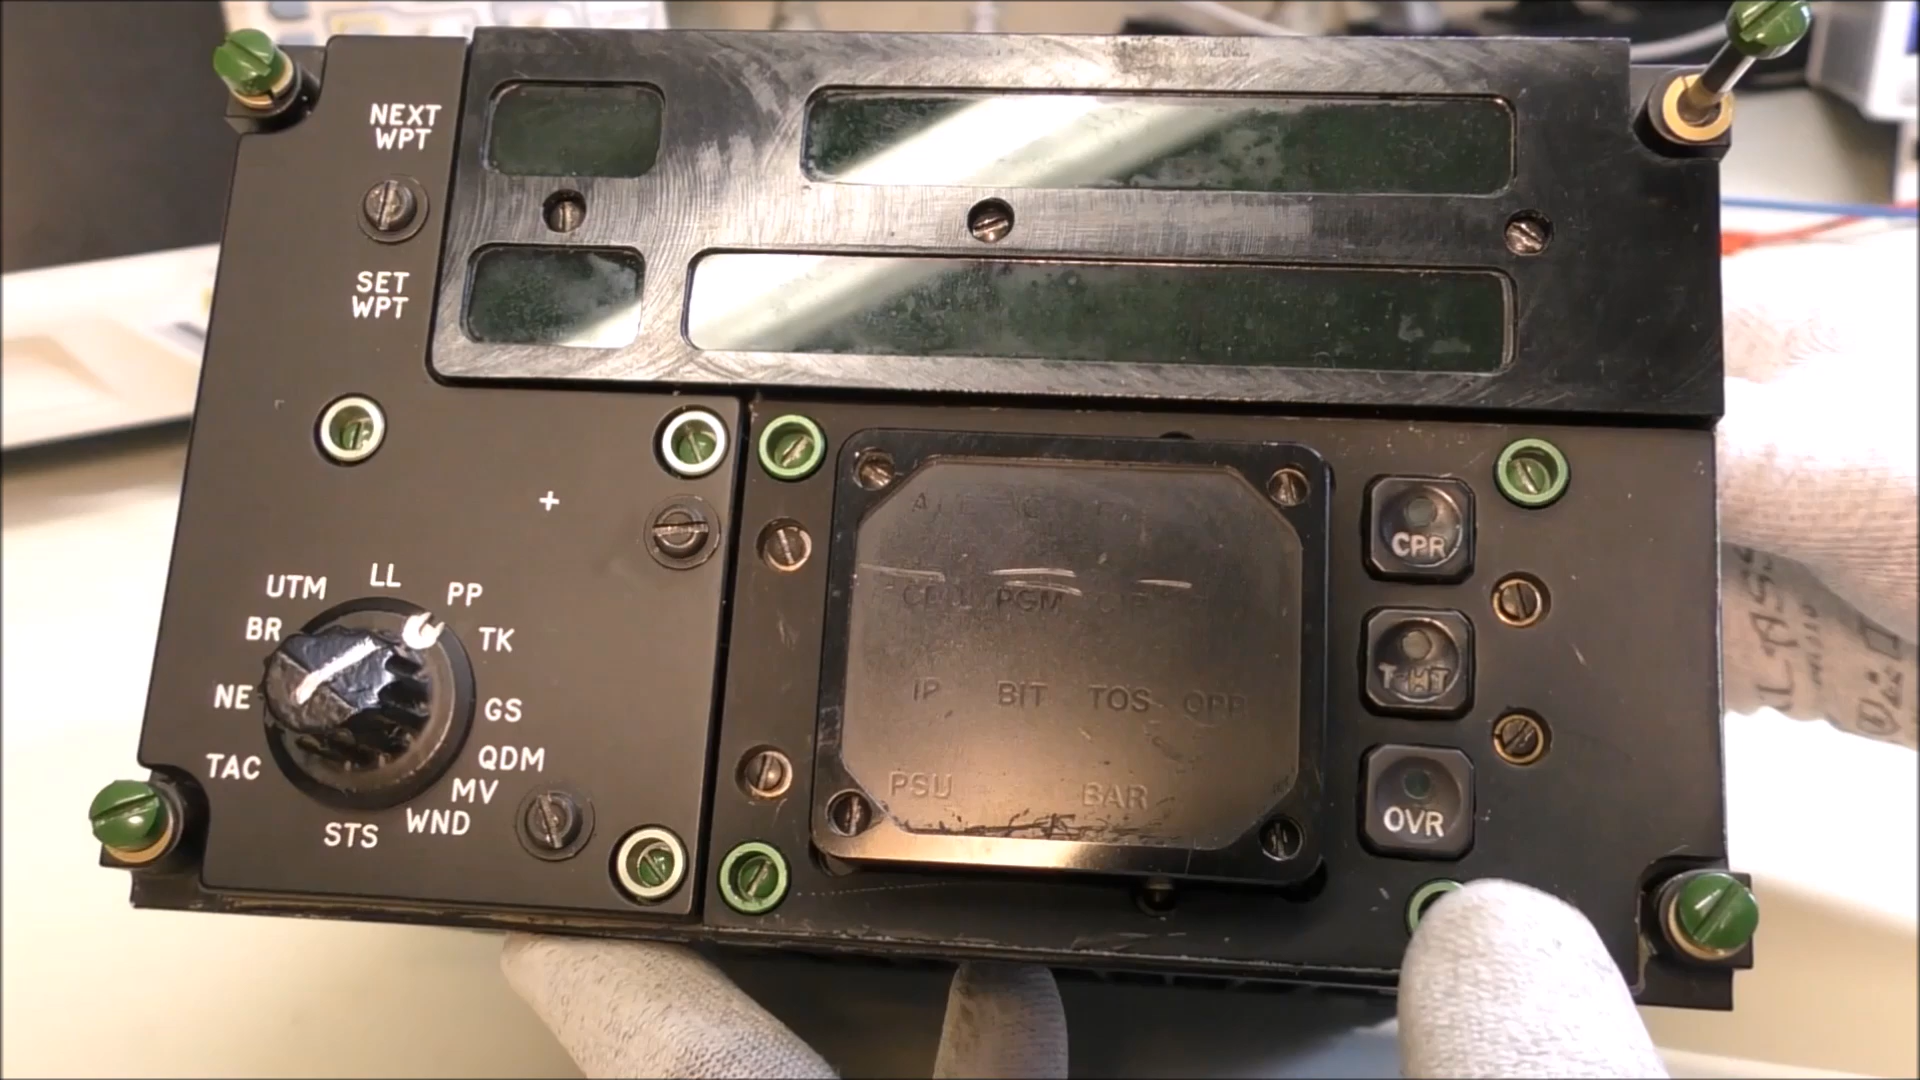 NEXT
WPT
SET
WPT
+
LL
PP
UTM
BR
TK
NE
GS
TAC
QDM
MV
WND
STS
PGM
IP BIT TOS OPP
PSU BAR
CPR
OVR